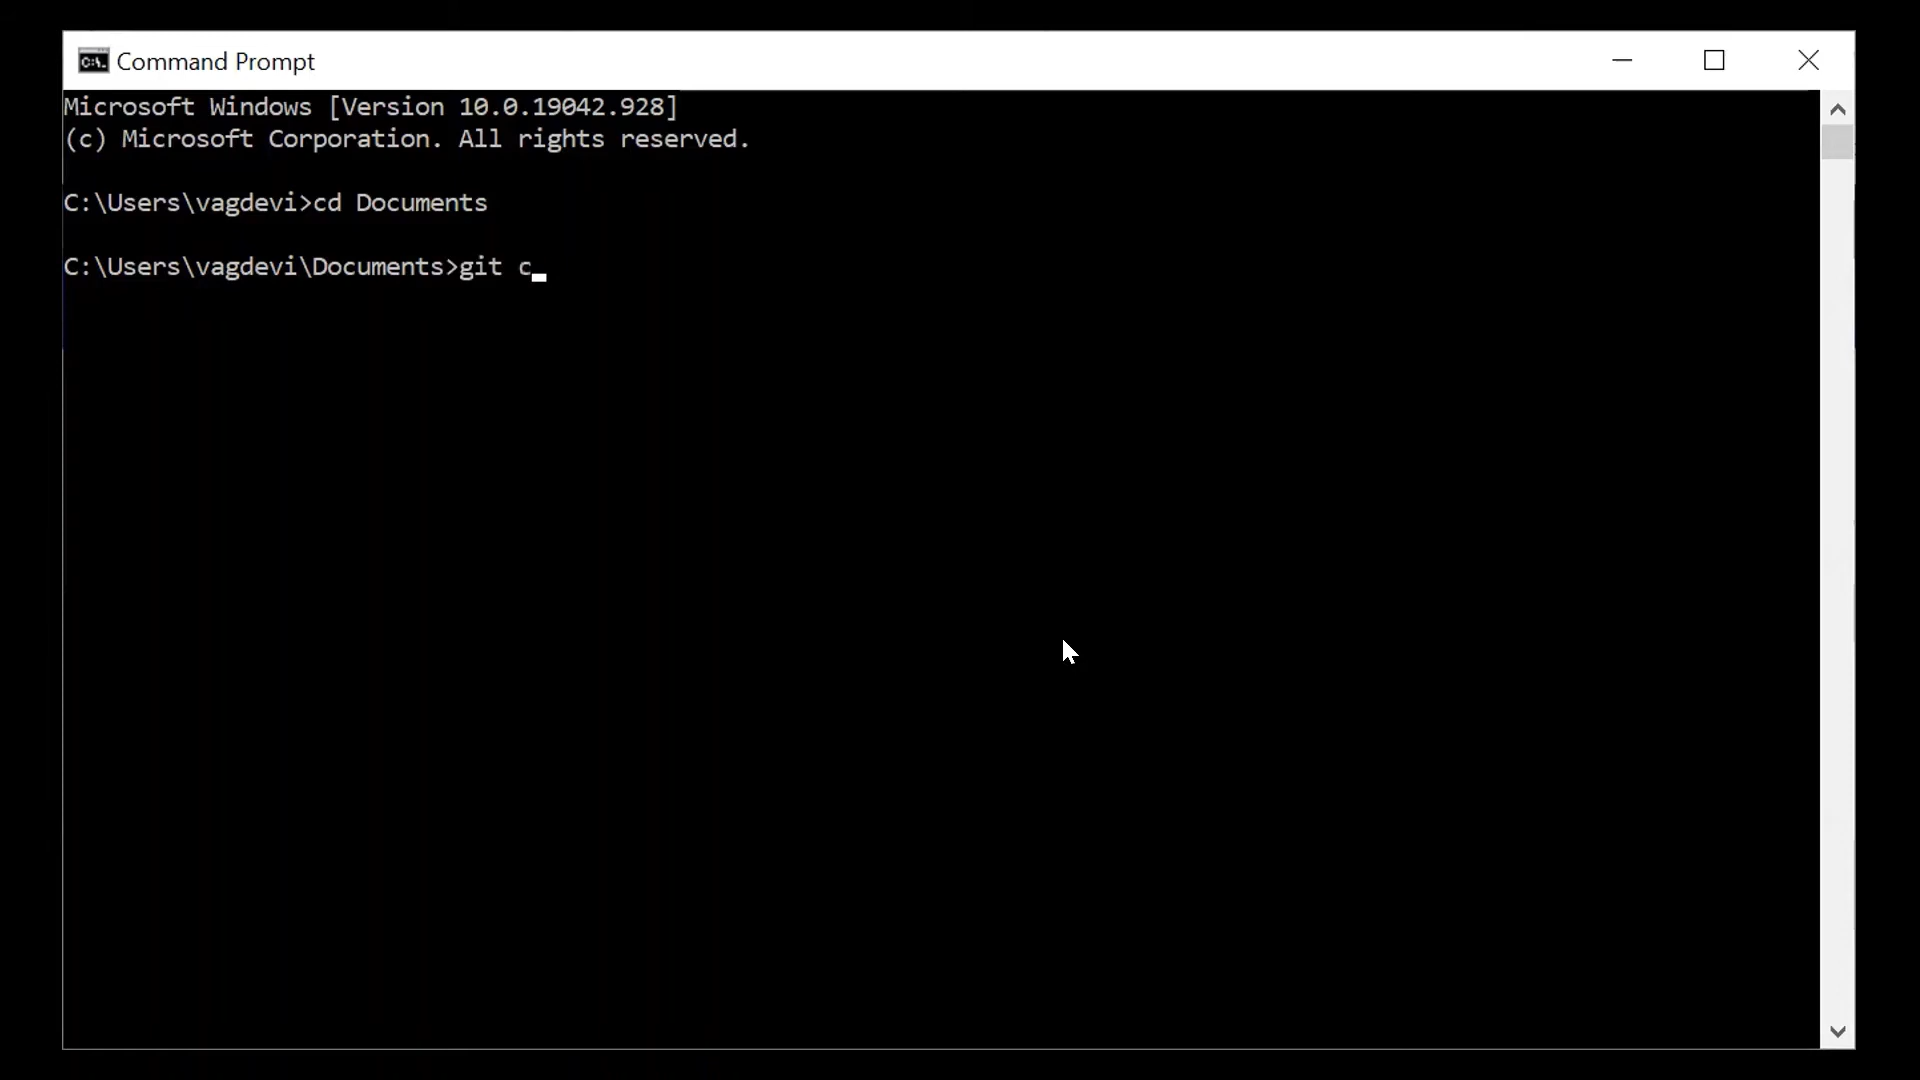 Command Prompt
Microsoft Windows [Version 10.0.19042.928]
(c) Microsoft Corporation. All rights reserved.
C:\Users\vagdevi>cd Documents
C:\Users\vagdevi\Documents>git c